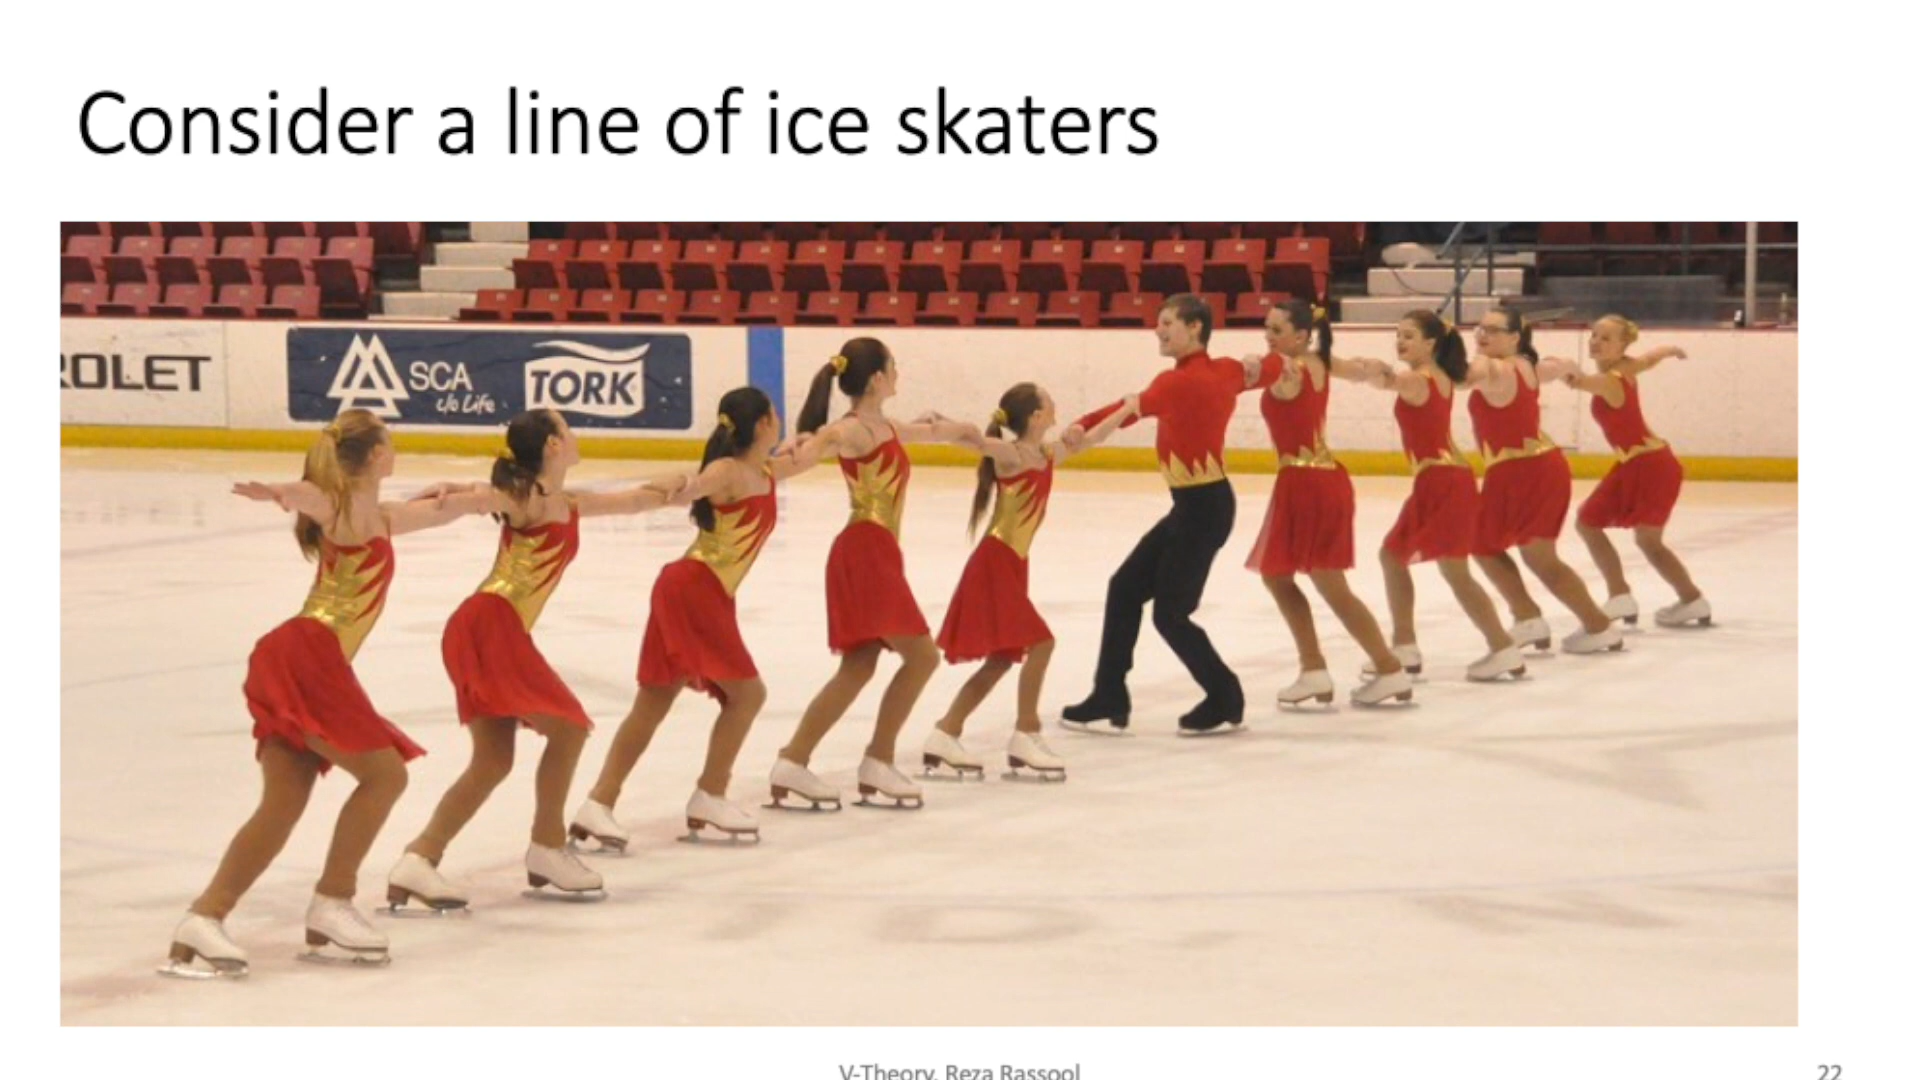 Consider a line of ice skaters
ROLET
SCA
c/o Life
TORK
V-Theory, Reza Rassool
22